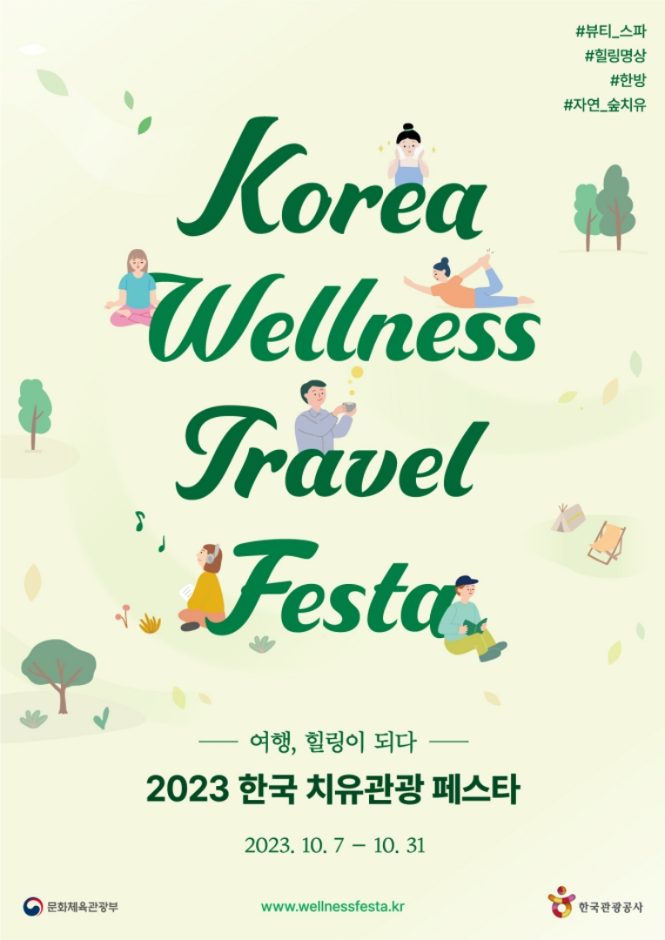 #뷰티_스파
#힐링명상
#한방
#자연_숲치유
Korea
Wellness
Travel
Festa
여행, 힐링이 되다
2023 한국 치유관광 페스타
2023. 10. 7 – 10. 31
문화체육관광부
www.wellnessfesta.kr
한국관광공사